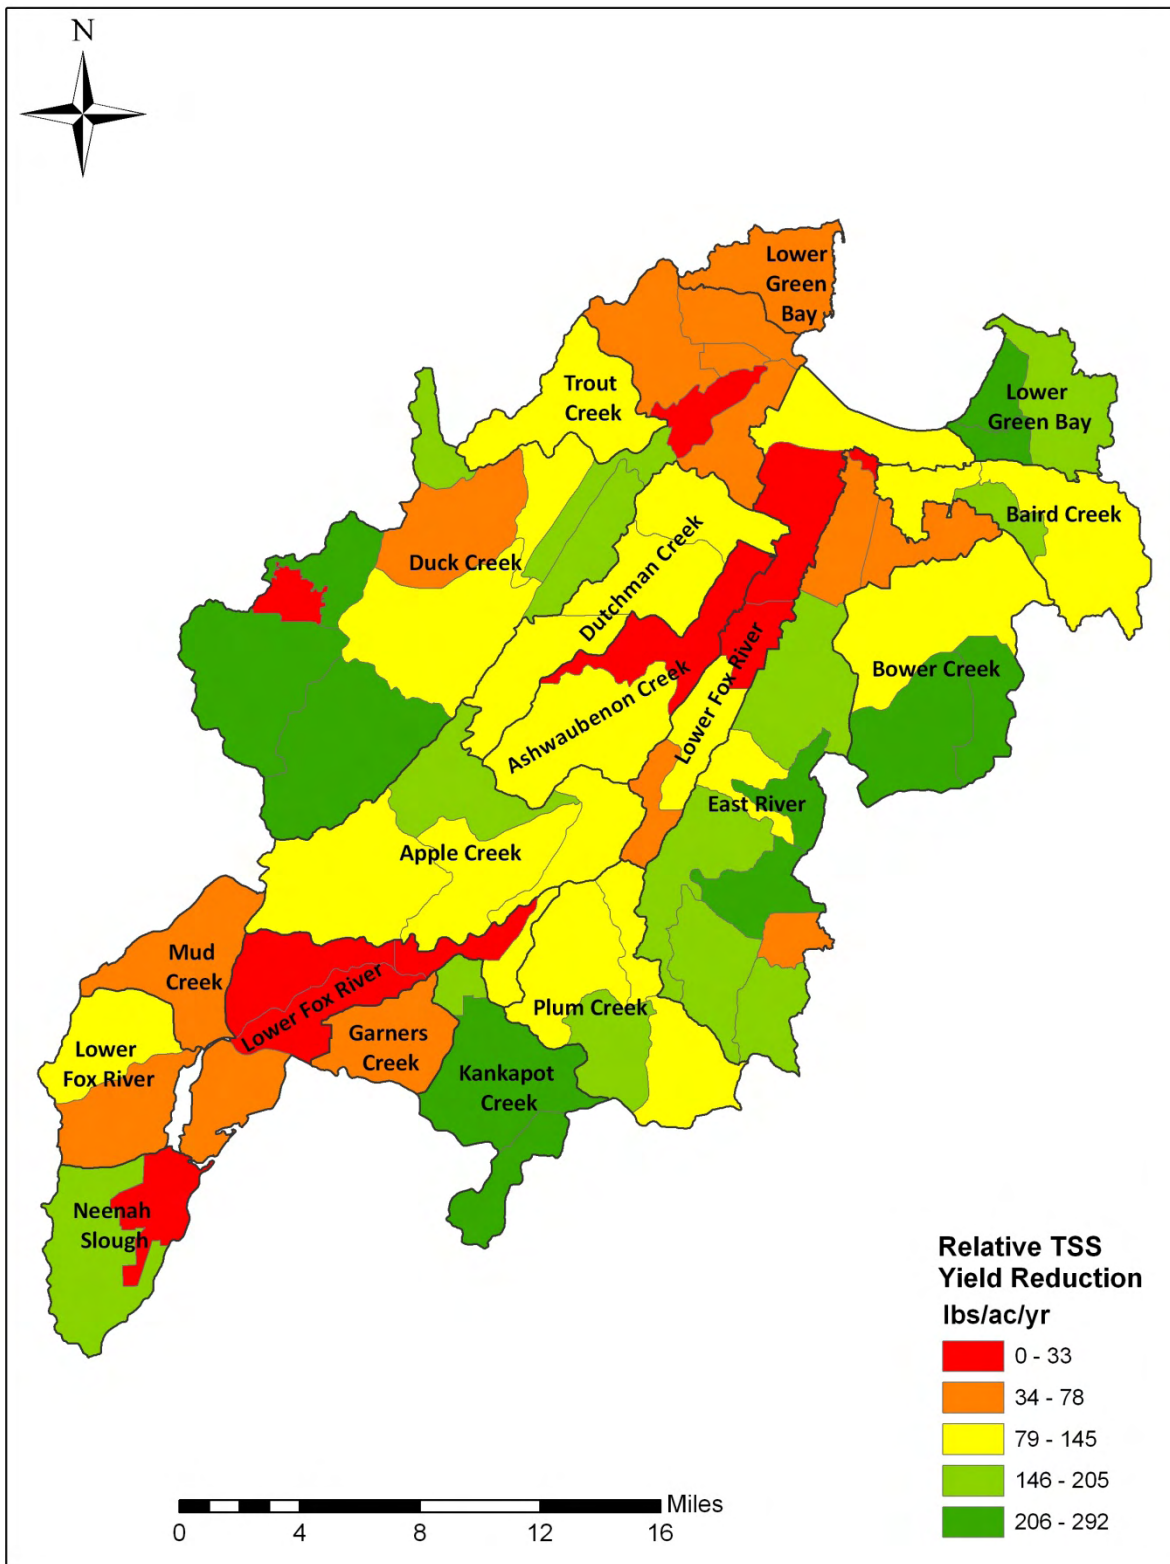 N
Lower
Green
Bay
Trout
Creek
Lower
Green Bay
Baird Creek
Duck Creek
Dutchman Creek
Bower Creek
Ashwaubenon Creek
Lower Fox River
East River
Apple Creek
Mud
Creek
Lower Fox River
Plum Creek
Garners
Creek
Lower
Fox River
Kankapot
Creek
Neenah
Slough
Relative TSS
Yield Reduction
lbs/ac/yr
0 - 33
34 - 78
79 - 145
146 - 205
206 - 292
Miles
0 4 8 12 16